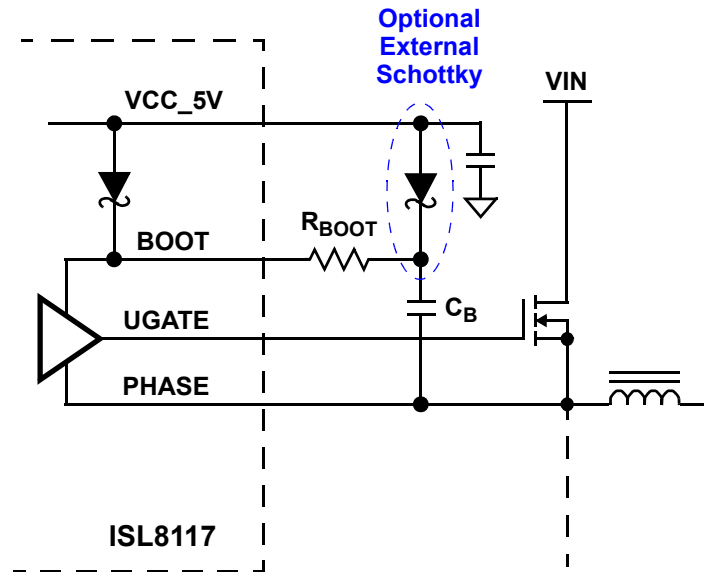 Optional
External
Schottky
VIN
VCC_5V
RBOOT
BOOT
CB
UGATE
PHASE
ISL8117